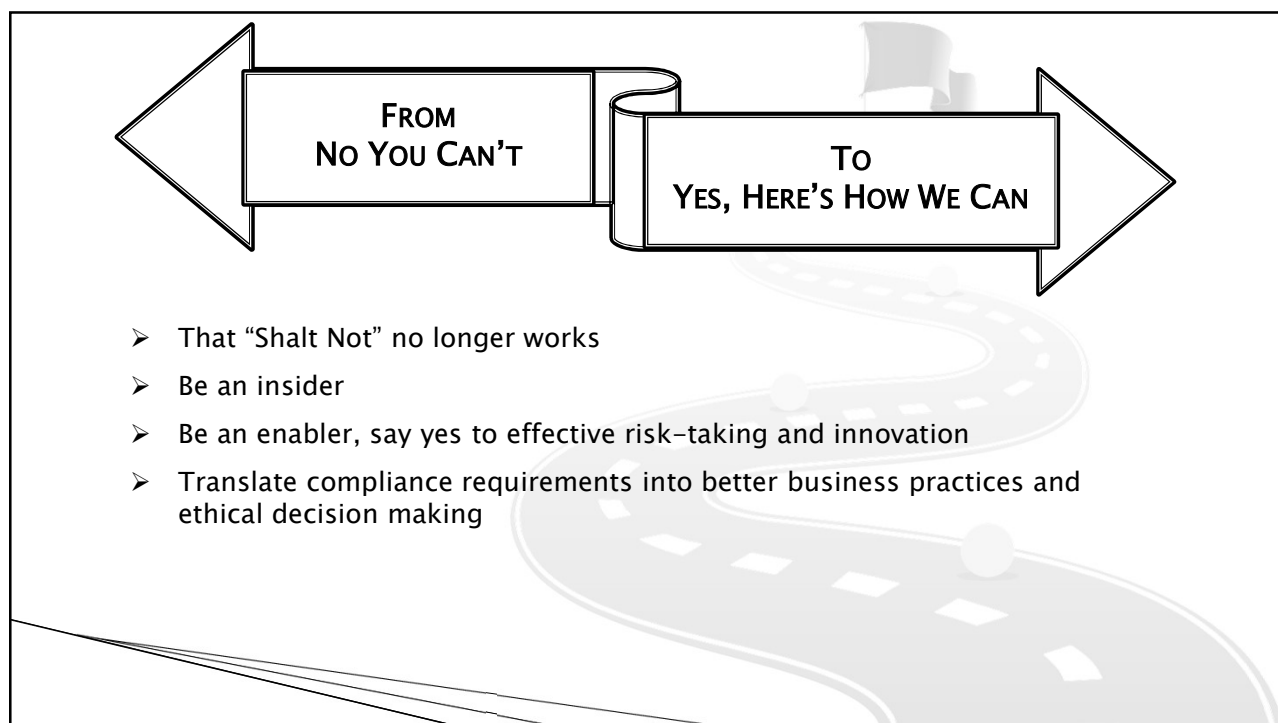 From
No You Can’t
To
Yes, Here’s How We Can
➢ That “Shalt Not” no longer works
➢ Be an insider
➢ Be an enabler, say yes to effective risk-taking and innovation
➢ Translate compliance requirements into better business practices and
ethical decision making